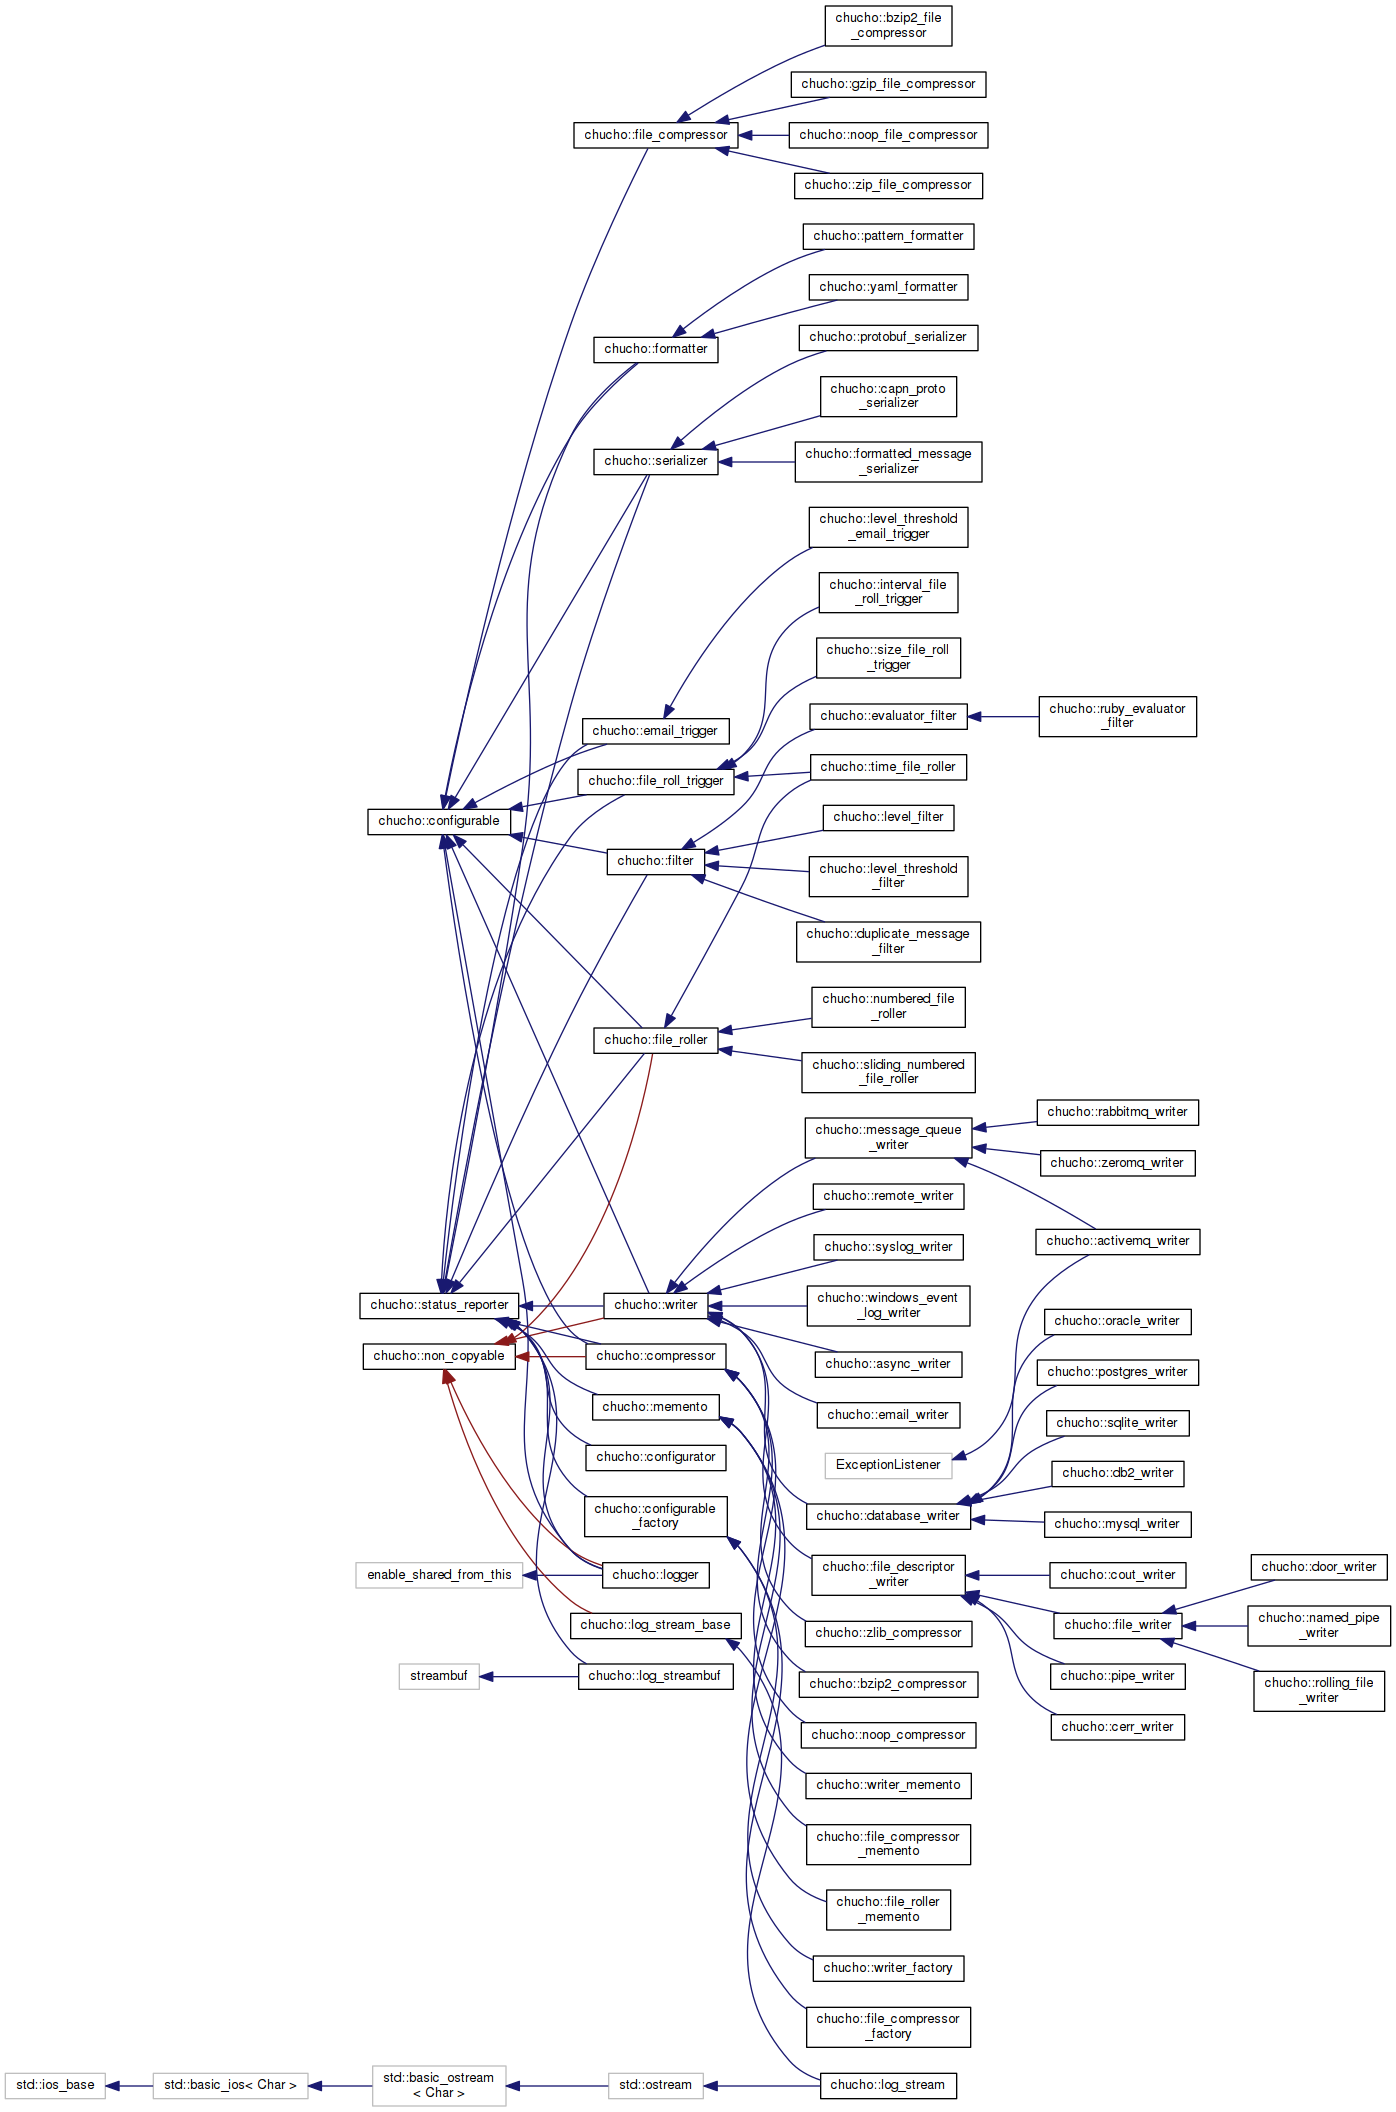 chucho::bzip2_file
_compressor
chucho::gzip_file_compressor
chucho::file_compressor
chucho::noop_file_compressor
chucho::zip_file_compressor
chucho::pattern_formatter
chucho::yaml_formatter
chucho::protobuf_serializer
chucho::formatter
chucho::capn_proto
_serializer
chucho::serializer
chucho::formatted_message
_serializer
chucho::level_threshold
_email_trigger
chucho::interval_file
_roll_trigger
chucho::size_file_roll
_trigger
chucho::evaluator_filter
chucho::ruby_evaluator
_filter
chucho::email_trigger
chucho::time_file_roller
chucho::file_roll_trigger
chucho::configurable
chucho::level_filter
chucho::filter
chucho::level_threshold
_filter
chucho::duplicate_message
_filter
chucho::numbered_file
_roller
chucho::file_roller
chucho::sliding_numbered
_file_roller
chucho::message_queue
_writer
chucho::rabbitmq_writer
chucho::zeromq_writer
chucho::remote_writer
chucho::syslog_writer
chucho::activemq_writer
chucho::status_reporter
chucho::writer
chucho::windows_event
_log_writer
chucho::oracle_writer
chucho::non_copyable
chucho::compressor
chucho::async_writer
chucho::postgres_writer
chucho::memento
chucho::email_writer
chucho::sqlite_writer
chucho::configurator
ExceptionListener
chucho::db2_writer
chucho::configurable
_factory
chucho::database_writer
chucho::mysql_writer
enable_shared_from_this
chucho::logger
chucho::file_descriptor
_writer
chucho::cout_writer
chucho::door_writer
chucho::log_stream_base
chucho::zlib_compressor
chucho::file_writer
chucho::named_pipe
_writer
streambuf
chucho::log_streambuf
chucho::bzip2_compressor
chucho::pipe_writer
chucho::rolling_file
_writer
chucho::noop_compressor
chucho::cerr_writer
chucho::writer_memento
chucho::file_compressor
_memento
chucho::file_roller
_memento
chucho::writer_factory
chucho::file_compressor
_factory
std::ios_base
std::basic_ios< Char >
std::basic_ostream
< Char >
std::ostream
chucho::log_stream